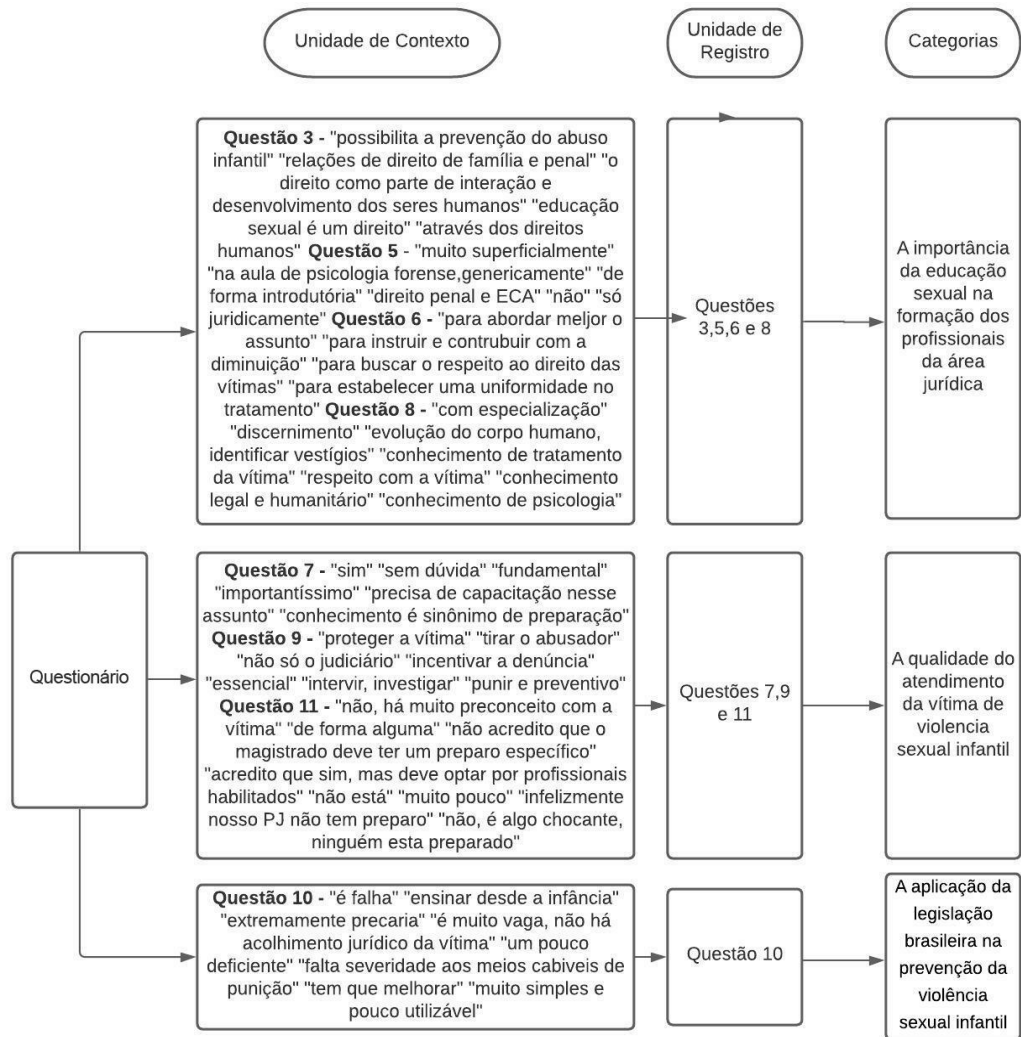 Unidade de Contexto
Unidade de
Registro
Categorias
Questão 3 - "possibilita a prevenção do abuso
infantil" "relações de direito de família e penal" "o
direito como parte de interação e
desenvolvimento dos seres humanos" "educação
sexual é um direito" "através dos direitos
humanos" Questão 5 - "muito superficialmente"
"na aula de psicologia forense,genericamente" "de
forma introdutória" "direito penal e ECA" "não" "só
juridicamente" Questão 6 - "para abordar meljor o
assunto" "para instruir e contrubuir com a
diminuição" "para buscar o respeito ao direito das
vítimas" "para estabelecer uma uniformidade no
tratamento" Questão 8 - "com especialização"
"discernimento" "evolução do corpo humano,
identificar vestígios" "conhecimento de tratamento
da vítima" "respeito com a vítima" "conhecimento
legal e humanitário" "conhecimento de psicologia"
Questões
3,5,6 e 8
A importância
da educação
sexual na
formação dos
profissionais
da área
jurídica
Questionário
Questão 7 - "sim" "sem dúvida" "fundamental"
"importantíssimo" "precisa de capacitação nesse
assunto" "conhecimento é sinônimo de preparação"
Questão 9 - "proteger a vítima" "tirar o abusador"
"não só o judiciário" "incentivar a denúncia"
"essencial" "intervir, investigar" "punir e preventivo"
Questão 11 - "não, há muito preconceito com a
vítima" "de forma alguma" "não acredito que o
magistrado deve ter um preparo específico"
"acredito que sim, mas deve optar por profissionais
habilitados" "não está" "muito pouco" "infelizmente
nosso PJ não tem preparo" "não, é algo chocante,
ninguém esta preparado"
Questões 7,9
e 11
A qualidade do
atendimento
da vítima de
violencia
sexual infantil
Questão 10 - "é falha" "ensinar desde a infância"
"extremamente precaria" "é muito vaga, não há
acolhimento jurídico da vítima" "um pouco
deficiente" "falta severidade aos meios cabiveis de
punição" "tem que melhorar" "muito simples e
pouco utilizável"
Questão 10
A aplicação da
legislação
brasileira na
prevenção da
violência
sexual infantil